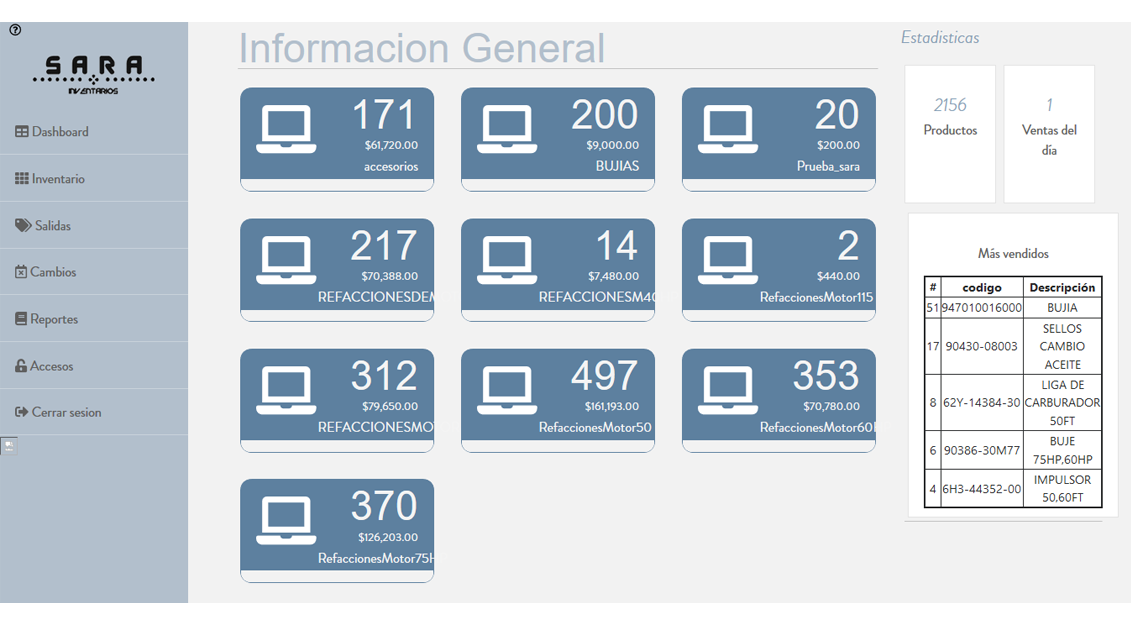 SARA
INVENTARIOS
Dashboard
Inventario
Salidas
Cambios
Reportes
Accesos
Cerrar sesion
Informacion General
171
$61,720.00
accesorios
200
$9,000.00
BUJIAS
20
$200.00
Prueba_sara
217
$70,388.00
REFACCIONESDEM
14
$7,480.00
REFACCIONESM40
2
$440.00
RefaccionesMotor115
312
$79,650.00
REFACCIONESMO
497
$161,193.00
RefaccionesMotor50
353
$70,780.00
RefaccionesMotor60
370
$126,203.00
RefaccionesMotor75H
Estadisticas
2156
Productos
1
Ventas del
día
Más vendidos
# codigo Descripción
51 947010016000 BUJIA
17 90430-08003 SELLOS
CAMBIO
ACEITE
8 62Y-14384-30 LIGA DE
CARBURADOR
50FT
6 90386-30M77 BUJE
75HP,60HP
4 6H3-44352-00 IMPULSOR
50,60FT